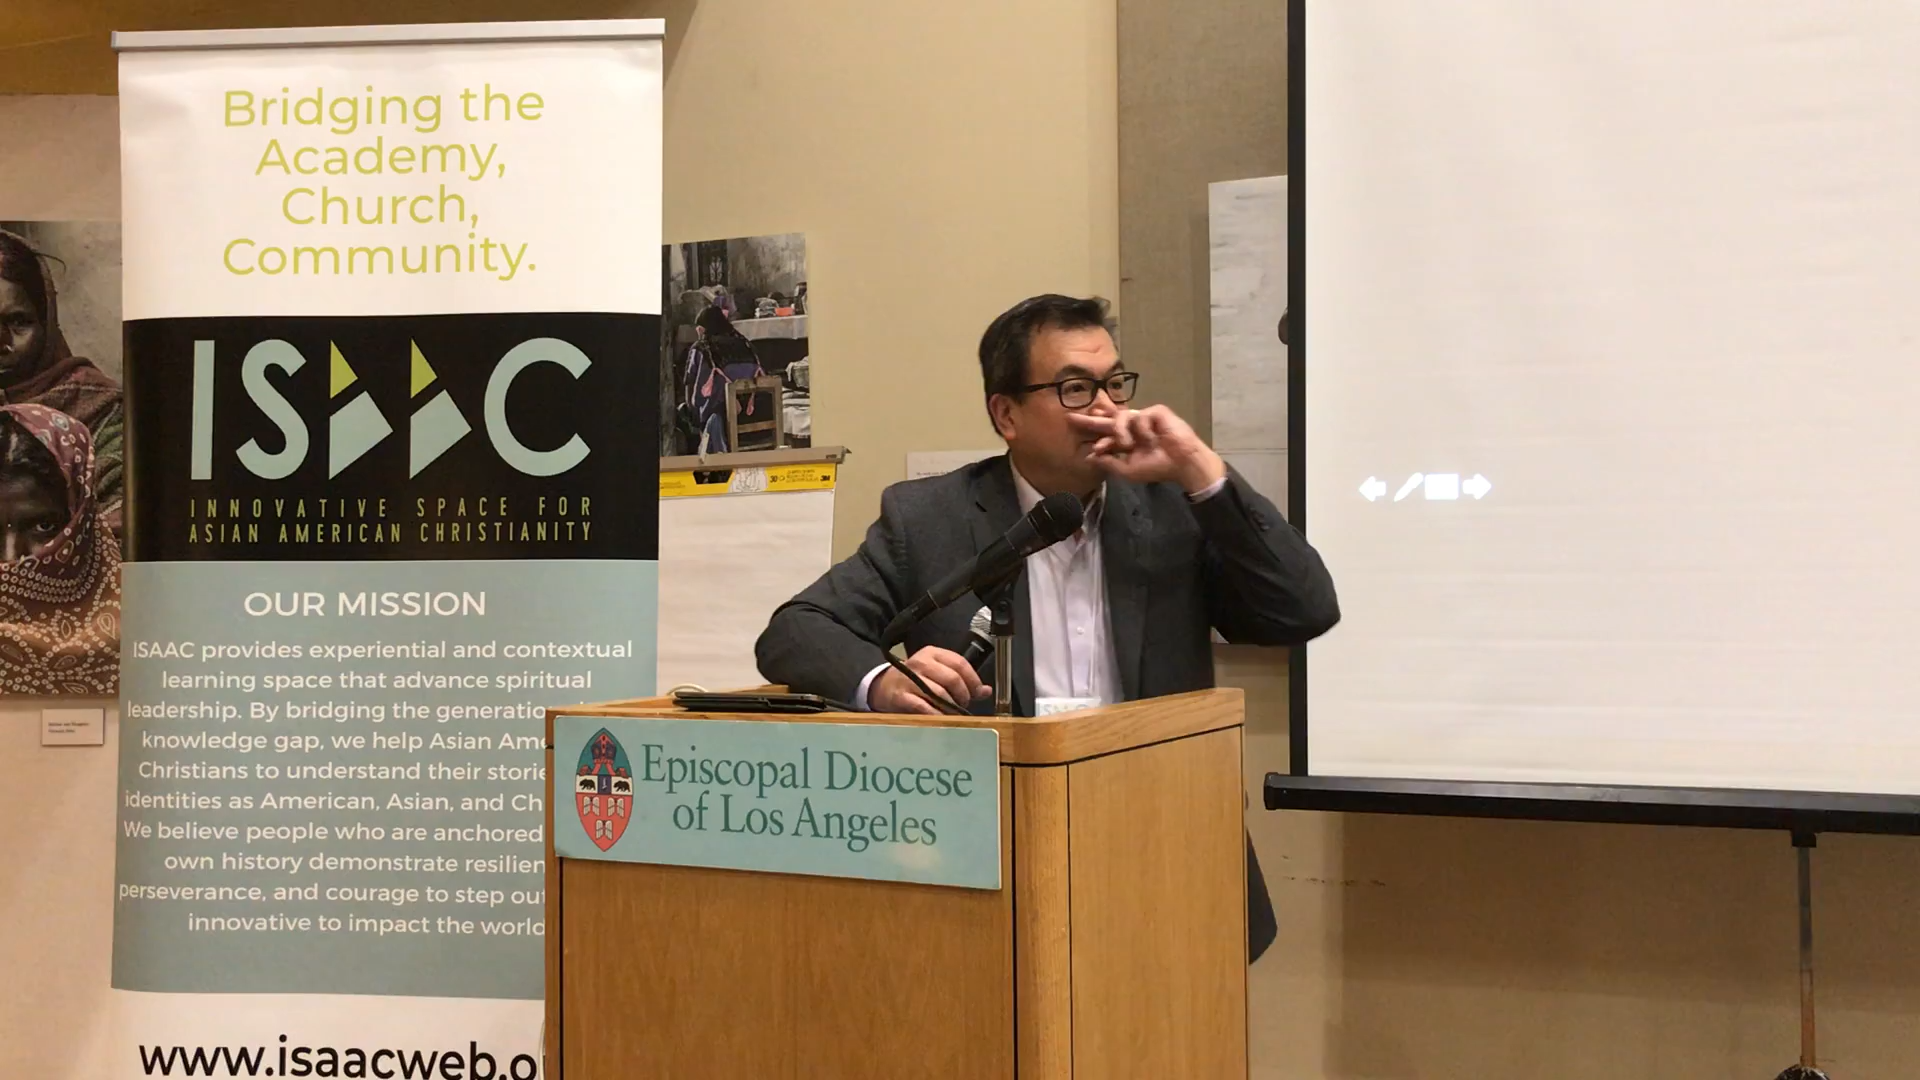 Bridging the
Academy,
Church,
Community.
ISAAC
INNOVATIVE SPACE FOR
ASIAN AMERICAN CHRISTIANITY
OUR MISSION
ISAAC provides experiential and contextual
learning space that advance spiritual
leadership. By bridging the generatio
knowledge gap, we help Asian Ame
Christians to understand their storie
identities as American, Asian, and Ch
We believe people who are anchored
own history demonstrate resilien
perseverance, and courage to step ou
innovative to impact the world
www.isaacweb.o
Episcopal Diocese
of Los Angeles